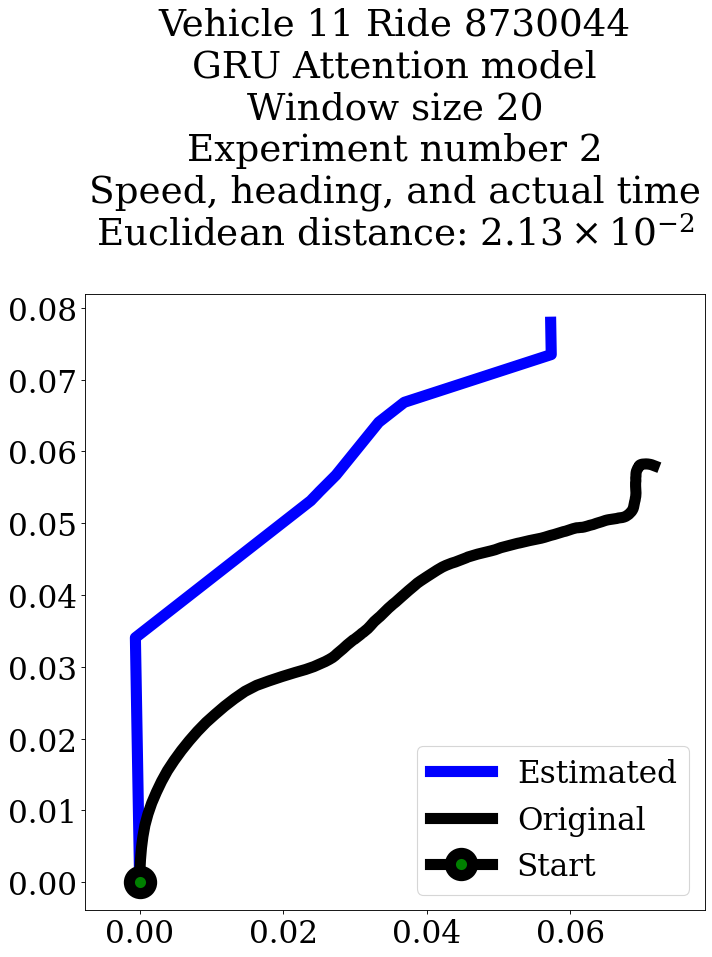 Vehicle 11 Ride 8730044
GRU Attention model
Window size 20
Experiment number 2
Speed, heading, and actual time
Euclidean distance: 2.13 × 10⁻²
0.08
0.07
0.06
0.05
0.04
0.03
0.02
0.01
0.00
Estimated
Original
Start
0.00 0.02 0.04 0.06